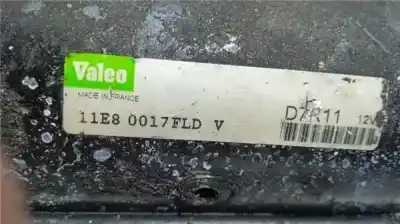 Valeo
MADE IN FRANCE
11E8 0017FLD V
D7R11 12V